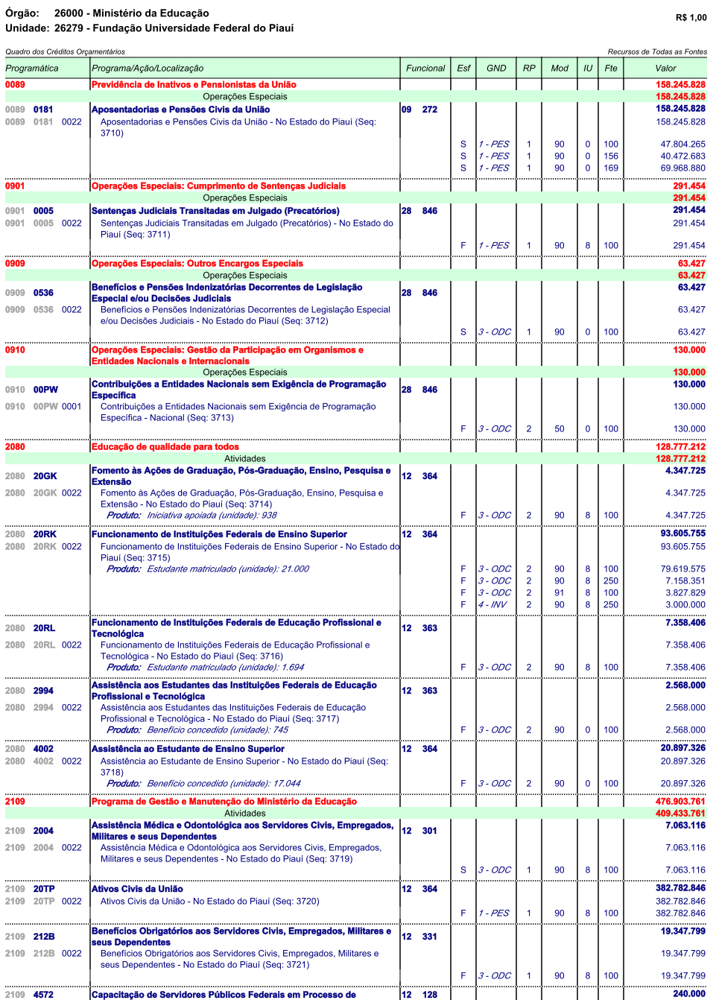 Órgão: 26000 - Ministério da Educação
R$ 1,00
Unidade: 26279 - Fundação Universidade Federal do Piauí
Quadro dos Créditos Orçamentários Recursos de Todas as Fontes
Programática Programa/Ação/Localização Funcional Esf GND RP Mod IU Fte Valor
0089 Previdência de Inativos e Pensionistas da União 158.245.828
Operações Especiais 158.245.828
0089 0181 Aposentadorias e Pensões Civis da União 09 272 158.245.828
0089 0181 0022 Aposentadorias e Pensões Civis da União - No Estado do Piauí (Seq: 158.245.828
3710)
S 1 - PES 1 90 0 100 47.804.265
S 1 - PES 1 90 0 156 40.472.683
S 1 - PES 1 90 0 169 69.968.880
0901 Operações Especiais: Cumprimento de Sentenças Judiciais 291.454
Operações Especiais 291.454
0901 0005 Sentenças Judiciais Transitadas em Julgado (Precatórios) 28 846 291.454
0901 0005 0022 Sentenças Judiciais Transitadas em Julgado (Precatórios) - No Estado do 291.454
Piauí (Seq: 3711)
F 1 - PES 1 90 8 100 291.454
0909 Operações Especiais: Outros Encargos Especiais 63.427
Operações Especiais 63.427
0909 0536 Benefícios e Pensões Indenizatórias Decorrentes de Legislação 28 846 63.427
Especial e/ou Decisões Judiciais
0909 0536 0022 Benefícios e Pensões Indenizatórias Decorrentes de Legislação Especial 63.427
e/ou Decisões Judiciais - No Estado do Piauí (Seq: 3712)
S 3 - ODC 1 90 0 100 63.427
0910 Operações Especiais: Gestão da Participação em Organismos e 130.000
Entidades Nacionais e Internacionais
Operações Especiais 130.000
0910 00PW Contribuições a Entidades Nacionais sem Exigência de Programação 28 846 130.000
Específica
0910 00PW 0001 Contribuições a Entidades Nacionais sem Exigência de Programação 130.000
Específica - Nacional (Seq: 3713)
F 3 - ODC 2 50 0 100 130.000
2080 Educação de qualidade para todos 128.777.212
Atividades 128.777.212
2080 20GK Fomento às Ações de Graduação, Pós-Graduação, Ensino, Pesquisa e 12 364 4.347.725
Extensão
2080 20GK 0022 Fomento às Ações de Graduação, Pós-Graduação, Ensino, Pesquisa e 4.347.725
Extensão - No Estado do Piauí (Seq: 3714)
Produto: Iniciativa apoiada (unidade): 938 F 3 - ODC 2 90 8 100 4.347.725
2080 20RK Funcionamento de Instituições Federais de Ensino Superior 12 364 93.605.755
2080 20RK 0022 Funcionamento de Instituições Federais de Ensino Superior - No Estado do 93.605.755
Piauí (Seq: 3715)
Produto: Estudante matriculado (unidade): 21.000 F 3 - ODC 2 90 8 100 79.619.575
F 3 - ODC 2 90 8 250 7.158.351
F 3 - ODC 2 91 8 100 3.827.829
F 4 - INV 2 90 8 250 3.000.000
2080 20RL Funcionamento de Instituições Federais de Educação Profissional e 12 363 7.358.406
Tecnológica
2080 20RL 0022 Funcionamento de Instituições Federais de Educação Profissional e 7.358.406
Tecnológica - No Estado do Piauí (Seq: 3716)
Produto: Estudante matriculado (unidade): 1.694 F 3 - ODC 2 90 8 100 7.358.406
2080 2994 Assistência aos Estudantes das Instituições Federais de Educação 12 363 2.568.000
Profissional e Tecnológica
2080 2994 0022 Assistência aos Estudantes das Instituições Federais de Educação 2.568.000
Profissional e Tecnológica - No Estado do Piauí (Seq: 3717)
Produto: Benefício concedido (unidade): 745 F 3 - ODC 2 90 0 100 2.568.000
2080 4002 Assistência ao Estudante de Ensino Superior 12 364 20.897.326
2080 4002 0022 Assistência ao Estudante de Ensino Superior - No Estado do Piauí (Seq: 20.897.326
3718)
Produto: Benefício concedido (unidade): 17.044 F 3 - ODC 2 90 0 100 20.897.326
2109 Programa de Gestão e Manutenção do Ministério da Educação 476.903.761
Atividades 409.433.761
2109 2004 Assistência Médica e Odontológica aos Servidores Civis, Empregados, 12 301 7.063.116
Militares e seus Dependentes
2109 2004 0022 Assistência Médica e Odontológica aos Servidores Civis, Empregados, 7.063.116
Militares e seus Dependentes - No Estado do Piauí (Seq: 3719)
S 3 - ODC 1 90 8 100 7.063.116
2109 20TP Ativos Civis da União 12 364 382.782.846
2109 20TP 0022 Ativos Civis da União - No Estado do Piauí (Seq: 3720) 382.782.846
F 1 - PES 1 90 8 100 382.782.846
2109 212B Benefícios Obrigatórios aos Servidores Civis, Empregados, Militares e 12 331 19.347.799
seus Dependentes
2109 212B 0022 Benefícios Obrigatórios aos Servidores Civis, Empregados, Militares e 19.347.799
seus Dependentes - No Estado do Piauí (Seq: 3721)
F 3 - ODC 1 90 8 100 19.347.799
2109 4572 Capacitação de Servidores Públicos Federais em Processo de 12 128 240.000